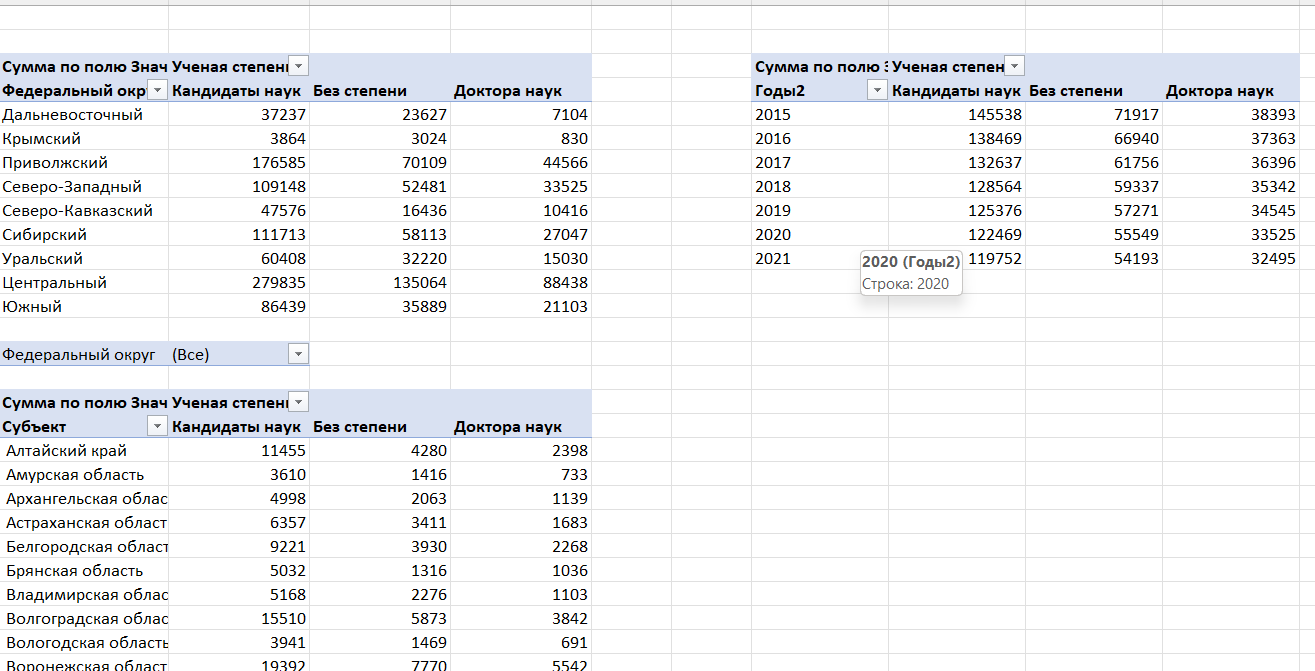 Сумма по полю Знач Ученая степень
Федеральный окр Кандидаты наук Без степени Доктора наук
Дальневосточный 37237 23627 7104
Крымский 3864 3024 830
Приволжский 176585 70109 44566
Северо-Западный 109148 52481 33525
Северо-Кавказский 47576 16436 10416
Сибирский 111713 58113 27047
Уральский 60408 32220 15030
Центральный 279835 135064 88438
Южный 86439 35889 21103
Сумма по полю З Ученая степен
Годы2 Кандидаты наук Без степени Доктора наук
2015 145538 71917 38393
2016 138469 66940 37363
2017 132637 61756 36396
2018 128564 59337 35342
2019 125376 57271 34545
2020 122469 55549 33525
2021 119752 54193 32495
2020 (Годы2)
Строка: 2020
Федеральный округ (Все)
Сумма по полю Знач Ученая степень
Субъект Кандидаты наук Без степени Доктора наук
Алтайский край 11455 4280 2398
Амурская область 3610 1416 733
Архангельская облас 4998 2063 1139
Астраханская област 6357 3411 1683
Белгородская област 9221 3930 2268
Брянская область 5032 1316 1036
Владимирская облас 5168 2276 1103
Волгоградская облас 15510 5873 3842
Вологодская область 3941 1469 691
Воронежская област 19392 7770 5542